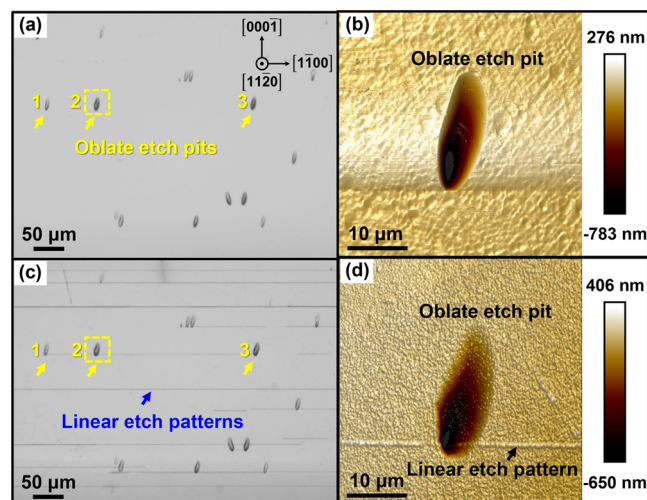 (a)
[0001̄]
[11̄00]
[112̄0]
1
2
3
Oblate etch pits
50 μm
(b)
Oblate etch pit
10 μm
276 nm
-783 nm
(c)
1
2
3
Linear etch patterns
50 μm
(d)
Oblate etch pit
Linear etch pattern
10 μm
406 nm
-650 nm